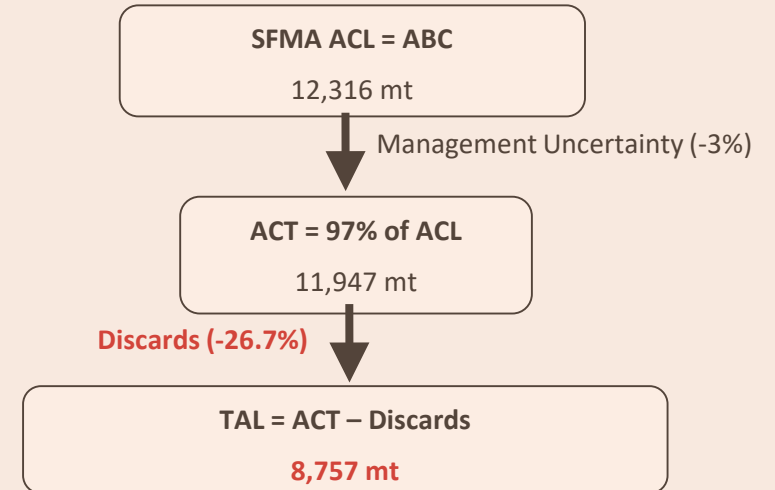 SFMA ACL = ABC
12,316 mt
Management Uncertainty (-3%)
ACT = 97% of ACL
11,947 mt
Discards (-26.7%)
TAL = ACT – Discards
8,757 mt